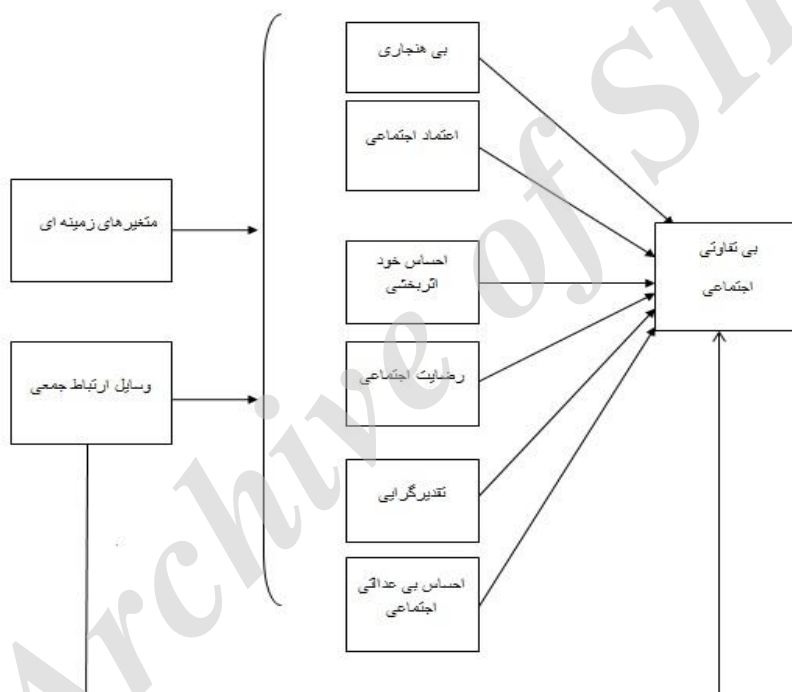 بی هنجاری
اعتماد اجتماعی
متغیرهای زمینه ای
احساس خود
اثربخشی
بی تفاوتی
اجتماعی
وسایل ارتباط جمعی
رضایت اجتماعی
تقدیرگرایی
احساس بی عدالتی
اجتماعی
Archive of SI